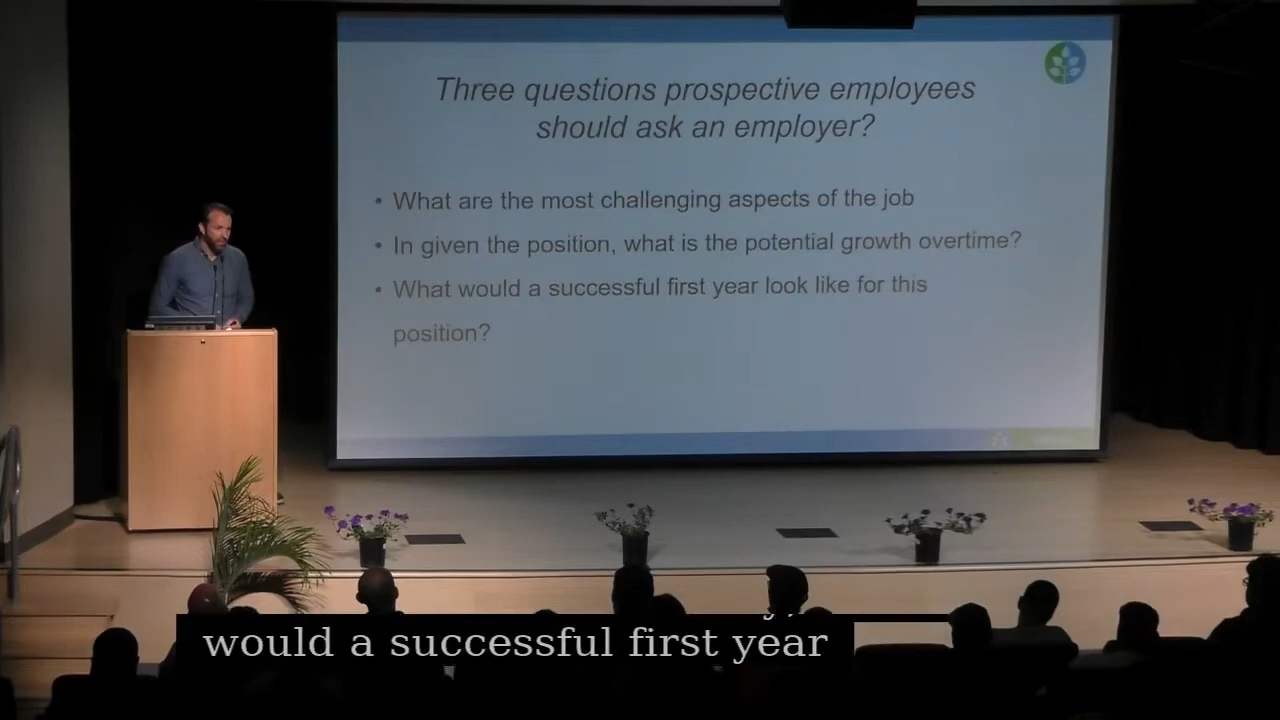 Three questions prospective employees
should ask an employer?
• What are the most challenging aspects of the job
• In given the position, what is the potential growth overtime?
• What would a successful first year look like for this
position?
would a successful first year